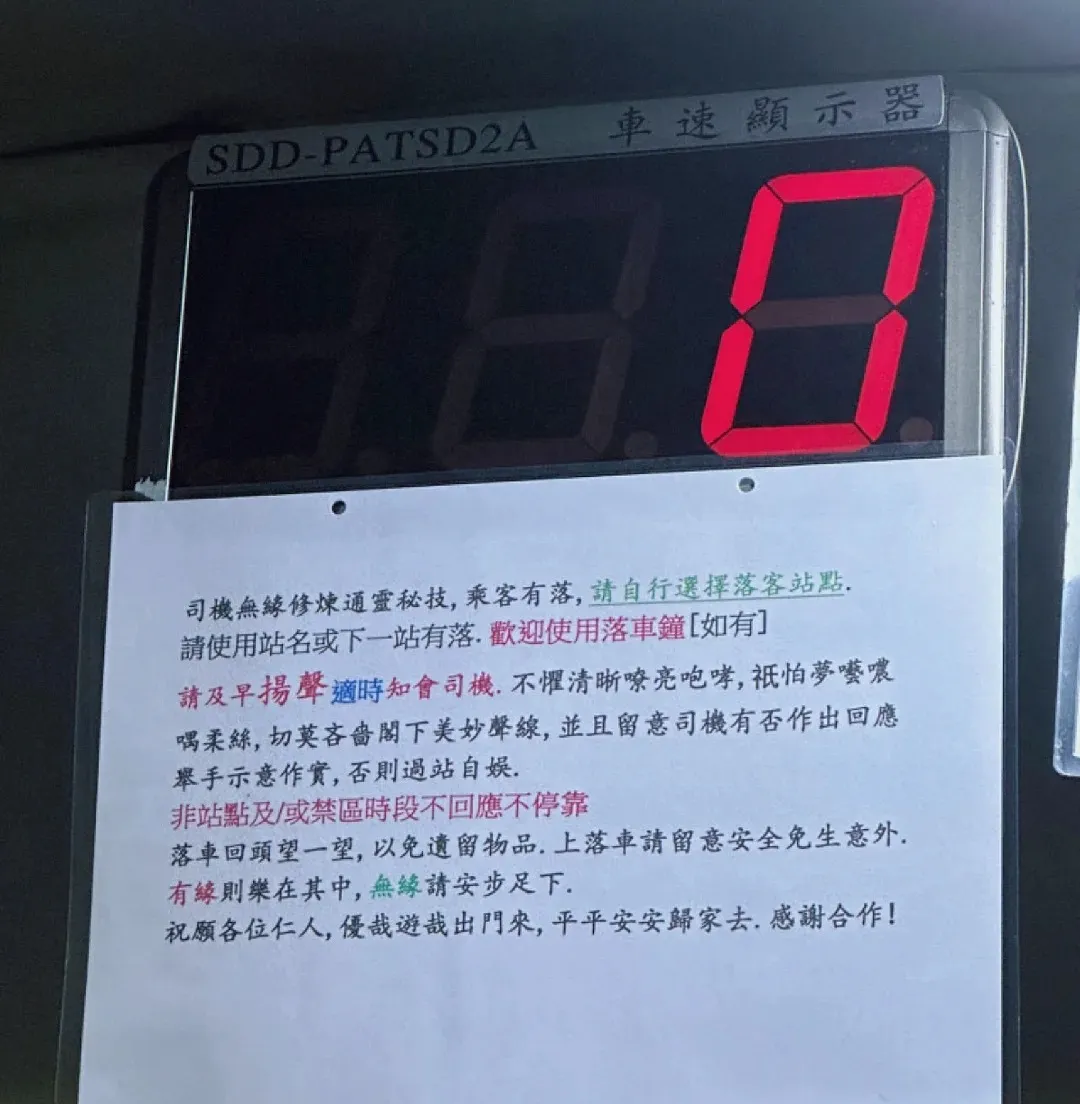 SDD-PATSD2A 車速顯示器
0
司機無緣修煉通靈秘技, 乘客有落, 請自行選擇落客站點.
請使用站名或下一站有落. 歡迎使用落車鐘[如有]
請及早揚聲適時知會司機. 不懼清晰嘹亮咆哮, 祇怕夢囈噥
喁柔絲, 切莫吝嗇閣下美妙聲線, 並且留意司機有否作出回應
舉手示意作實, 否則過站自娛.
非站點及/或禁區時段不回應不停靠
落車回頭望一望, 以免遺留物品. 上落車請留意安全免生意外.
有緣則樂在其中, 無緣請安步足下.
祝願各位仁人, 優哉遊哉出門來, 平平安安歸家去. 感謝合作!